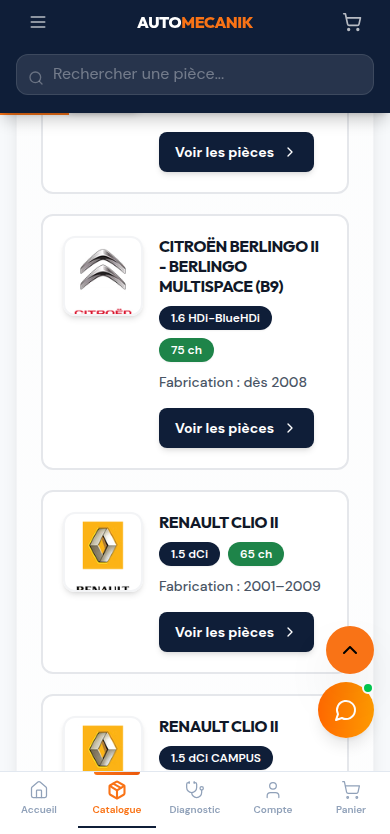 AUTOMECANIK
Rechercher une pièce...
Voir les pièces
CITROËN BERLINGO II
- BERLINGO
MULTISPACE (B9)
1.6 HDi-BlueHDi
75 ch
Fabrication : dès 2008
Voir les pièces
CITROËN
RENAULT CLIO II
1.5 dCi
65 ch
Fabrication : 2001–2009
Voir les pièces
RENAULT
RENAULT CLIO II
1.5 dCi CAMPUS
Accueil
Catalogue
Diagnostic
Compte
Panier